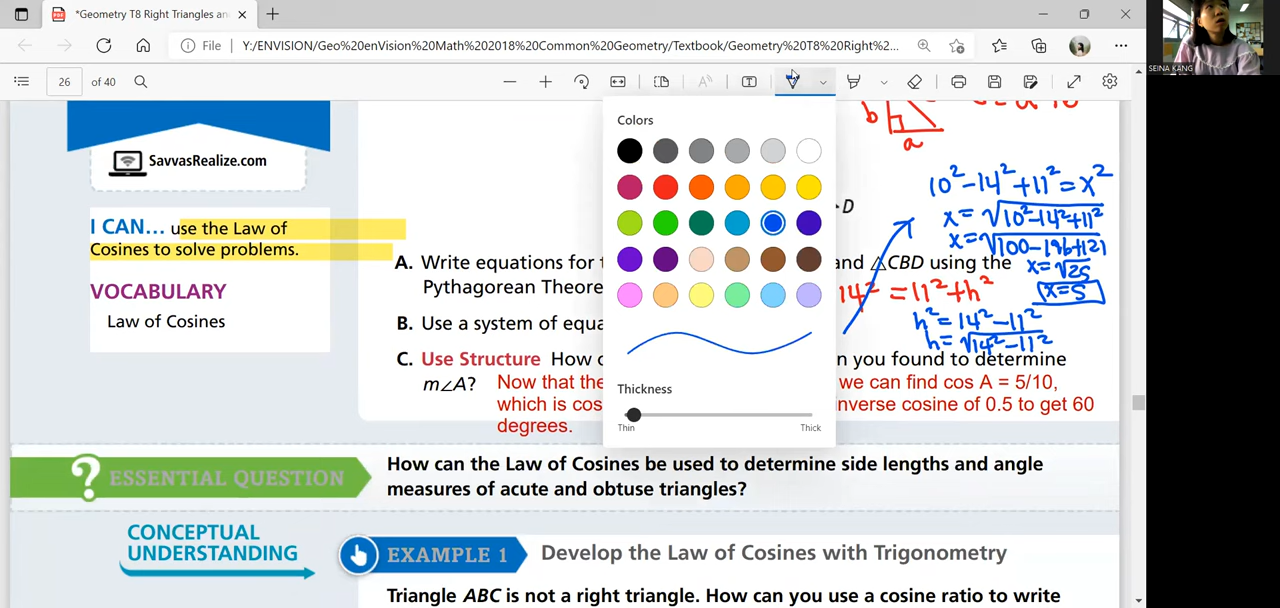 *Geometry T8 Right Triangles an
File
Y:/ENVISION/Geo%20enVision%20Math%202018%20Common%20Geometry/Textbook/Geometry%20T8%20Right%2...
SEINA KANG
26 of 40
Colors
Thickness
Thin
Thick
SavvasRealize.com
I CAN... use the Law of
Cosines to solve problems.
VOCABULARY
Law of Cosines
b
a
D
10² - 14² + 11² = x²
x = √10² - 14² + 11²
x = √100 - 196 + 121
x = √25
x = 5
A. Write equations for and △CBD using the
Pythagorean Theore 14² = 11² + h²
h² = 14² - 11²
h = √14² - 11²
B. Use a system of equa
C. Use Structure How you found to determine
m∠A? Now that the we can find cos A = 5/10,
which is cos inverse cosine of 0.5 to get 60
degrees.
ESSENTIAL QUESTION
How can the Law of Cosines be used to determine side lengths and angle
measures of acute and obtuse triangles?
CONCEPTUAL
UNDERSTANDING
EXAMPLE 1
Develop the Law of Cosines with Trigonometry
Triangle ABC is not a right triangle. How can you use a cosine ratio to write